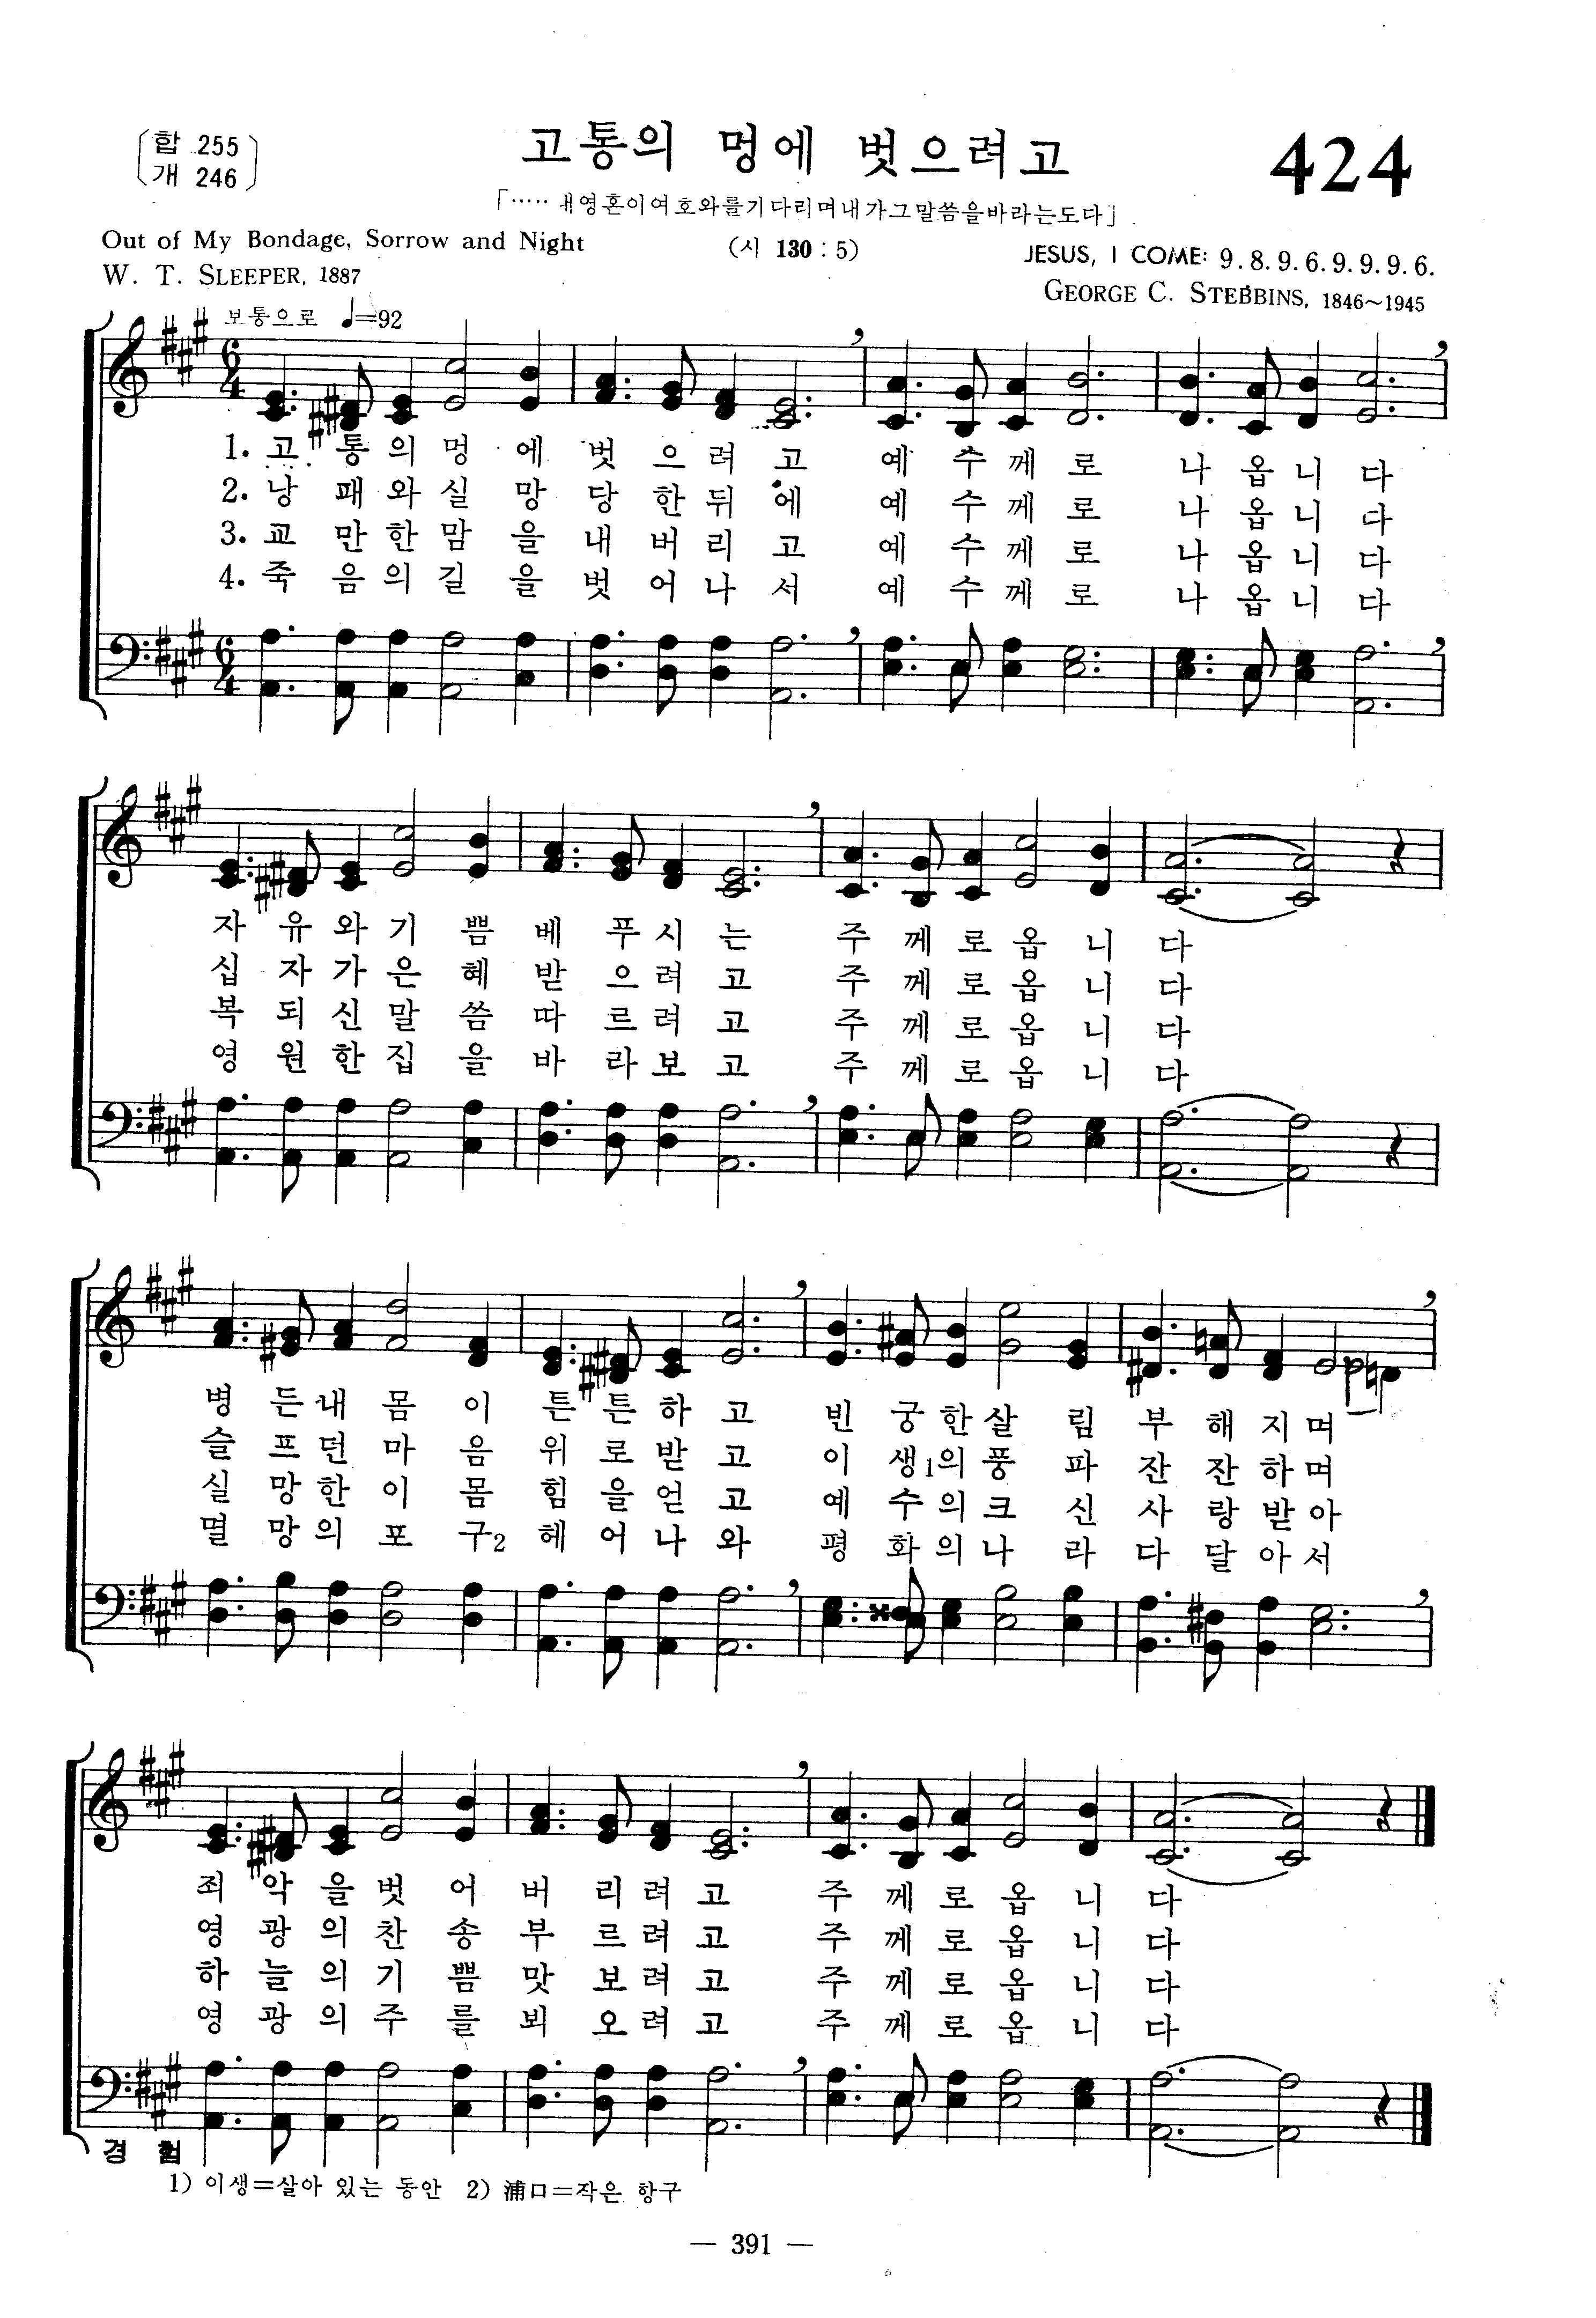 합 255
개 246
고통의 멍에 벗으려고
424
「····· 내영혼이여호와를기다리며내가그말씀을바라는도다」
Out of My Bondage, Sorrow and Night
(시 130 : 5)
JESUS, I COME: 9.8.9.6.9.9.9.6.
W. T. SLEEPER, 1887
GEORGE C. STEBBINS, 1846~1945
보통으로 ♩=92
1. 고 통 의 멍 에 벗 으 려 고 예 수 께 로 나 옵 니 다
2. 낭 패 와 실 망 당 한 뒤 에 예 수 께 로 나 옵 니 다
3. 교 만 한 맘 을 내 버 리 고 예 수 께 로 나 옵 니 다
4. 죽 음 의 길 을 벗 어 나 서 예 수 께 로 나 옵 니 다
자 유 와 기 쁨 베 푸 시 는 주 께 로 옵 니 다
십 자 가 은 혜 받 으 려 고 주 께 로 옵 니 다
복 되 신 말 씀 따 르 려 고 주 께 로 옵 니 다
영 원 한 집 을 바 라 보 고 주 께 로 옵 니 다
병 든 내 몸 이 튼 튼 하 고 빈 궁 한 살 림 부 해 지 며
슬 프 던 마 음 위 로 받 고 이 생1의 풍 파 잔 잔 하 며
실 망 한 이 몸 힘 을 얻 고 예 수 의 크 신 사 랑 받 아
멸 망 의 포 구2 헤 어 나 와 평 화 의 나 라 다 달 아 서
죄 악 을 벗 어 버 리 려 고 주 께 로 옵 니 다
영 광 의 찬 송 부 르 려 고 주 께 로 옵 니 다
하 늘 의 기 쁨 맛 보 려 고 주 께 로 옵 니 다
영 광 의 주 를 뵈 오 려 고 주 께 로 옵 니 다
경 험
1) 이생=살아 있는 동안 2) 浦口=작은 항구
— 391 —